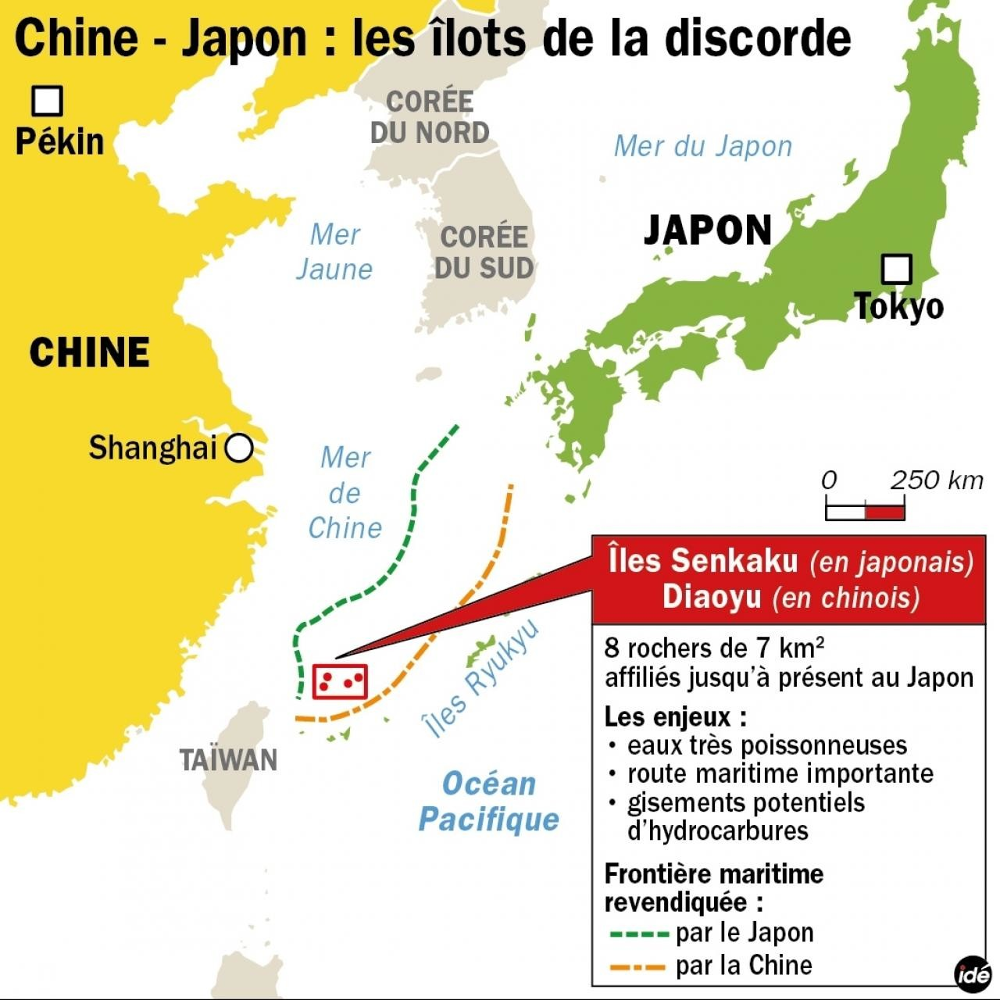 Chine - Japon : les îlots de la discorde
Pékin
CORÉE
DU NORD
Mer du Japon
Mer
Jaune
CORÉE
DU SUD
JAPON
Tokyo
CHINE
Shanghai
Mer
de
Chine
0 250 km
Îles Senkaku (en japonais)
Diaoyu (en chinois)
8 rochers de 7 km²
affiliés jusqu'à présent au Japon
Les enjeux :
• eaux très poissonneuses
• route maritime importante
• gisements potentiels
d'hydrocarbures
Frontière maritime
revendiquée :
par le Japon
par la Chine
Îles Ryukyu
TAÏWAN
Océan
Pacifique
idé